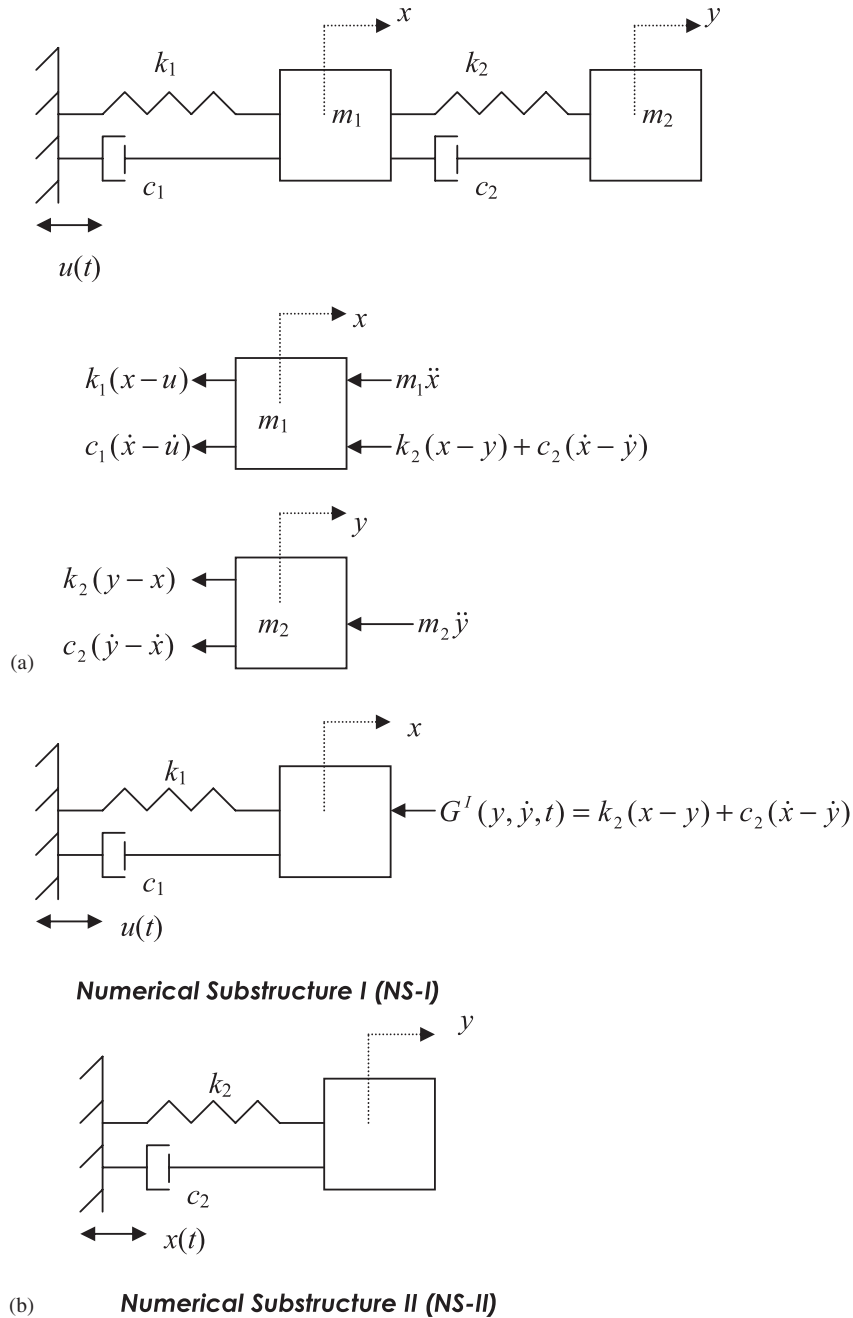 x y
k₁ k₂
m₁ m₂
c₁ c₂
u(t)
x
k₁(x − u) m₁ẍ
m₁
c₁(ẋ − u̇) k₂(x − y) + c₂(ẋ − ẏ)
y
k₂(y − x)
m₂ m₂ÿ
c₂(ẏ − ẋ)
(a)
x
k₁
Gᴵ(y, ẏ, t) = k₂(x − y) + c₂(ẋ − ẏ)
c₁
u(t)
Numerical Substructure I (NS-I)
y
k₂
c₂
x(t)
(b) Numerical Substructure II (NS-II)